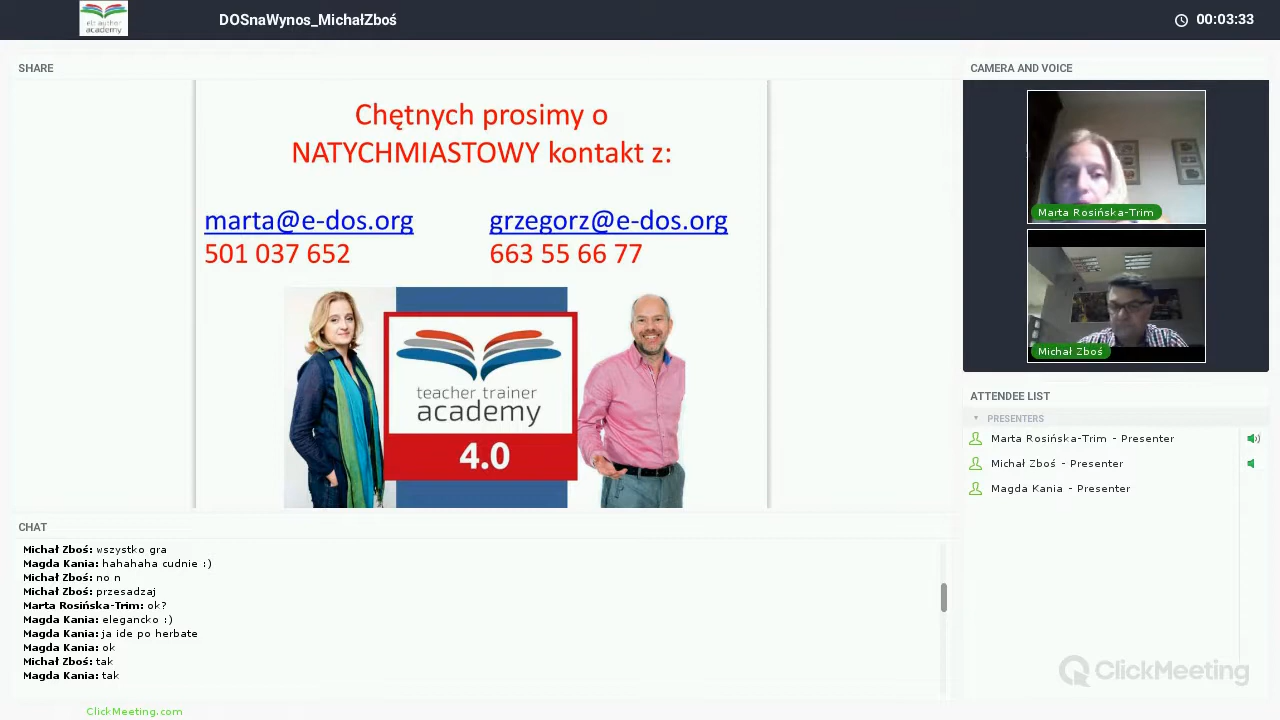 elt author
academy
DOSnaWynos_MichałZboś
00:03:33
SHARE
Chętnych prosimy o
NATYCHMIASTOWY kontakt z:
marta@e-dos.org
grzegorz@e-dos.org
501 037 652
663 55 66 77
teacher trainer
academy
4.0
CAMERA AND VOICE
Marta Rosińska-Trim
Michał Zboś
ATTENDEE LIST
PRESENTERS
Marta Rosińska-Trim - Presenter
Michał Zboś - Presenter
Magda Kania - Presenter
CHAT
Michał Zboś: wszystko gra
Magda Kania: hahahaha cudnie :)
Michał Zboś: no n
Michał Zboś: przesadzaj
Marta Rosińska-Trim: ok?
Magda Kania: elegancko :)
Magda Kania: ja ide po herbate
Magda Kania: ok
Michał Zboś: tak
Magda Kania: tak
ClickMeeting
ClickMeeting.com